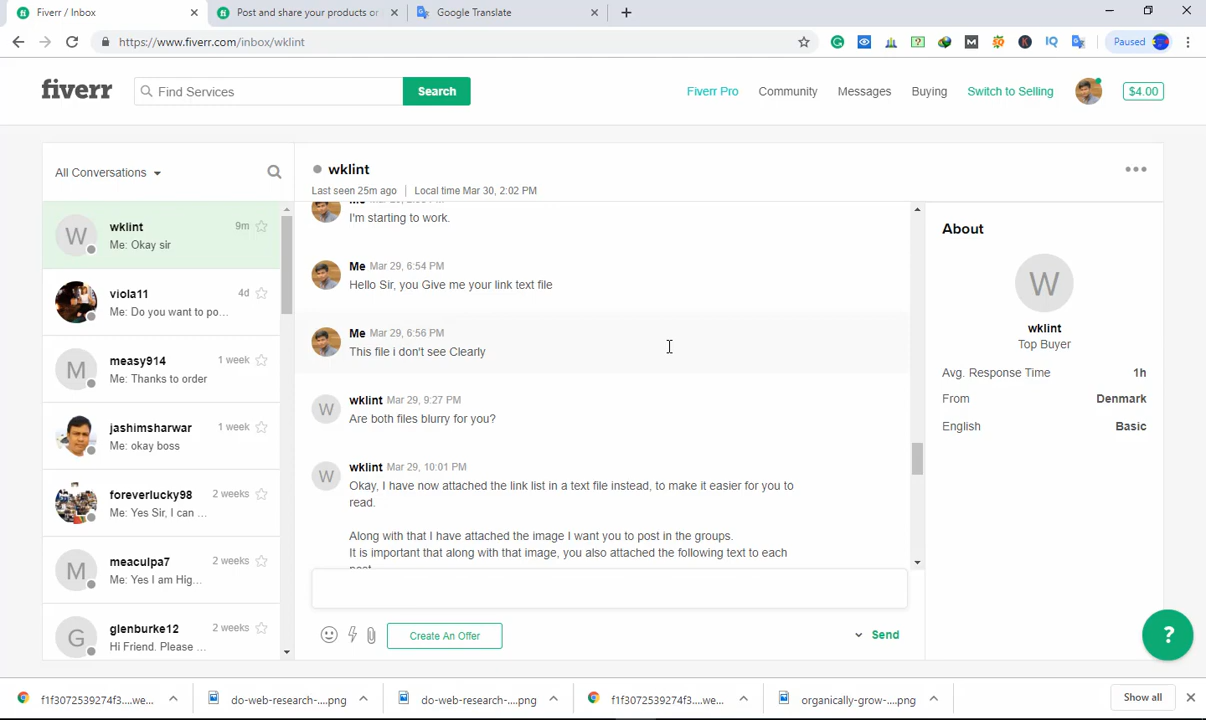 Fiverr / Inbox
Post and share your products or
Google Translate
https://www.fiverr.com/inbox/wklint
Paused
fiverr
Find Services
Search
Fiverr Pro
Community
Messages
Buying
Switch to Selling
$4.00
All Conversations
wklint
9m
Me: Okay sir
viola11
4d
Me: Do you want to po...
measy914
1 week
Me: Thanks to order
jashimsharwar
1 week
Me: okay boss
foreverlucky98
2 weeks
Me: Yes Sir, I can ...
meaculpa7
2 weeks
Me: Yes I am Hig...
glenburke12
2 weeks
Hi Friend. Please ...
wklint
Last seen 25m ago | Local time Mar 30, 2:02 PM
I'm starting to work.
Me Mar 29, 6:54 PM
Hello Sir, you Give me your link text file
Me Mar 29, 6:56 PM
This file i don't see Clearly
wklint Mar 29, 9:27 PM
Are both files blurry for you?
wklint Mar 29, 10:01 PM
Okay, I have now attached the link list in a text file instead, to make it easier for you to
read.
Along with that I have attached the image I want you to post in the groups.
It is important that along with that image, you also attached the following text to each
Create An Offer
Send
About
W
wklint
Top Buyer
Avg. Response Time 1h
From Denmark
English Basic
?
f1f3072539274f3....we...
do-web-research-....png
do-web-research-....png
f1f3072539274f3....we...
organically-grow-....png
Show all